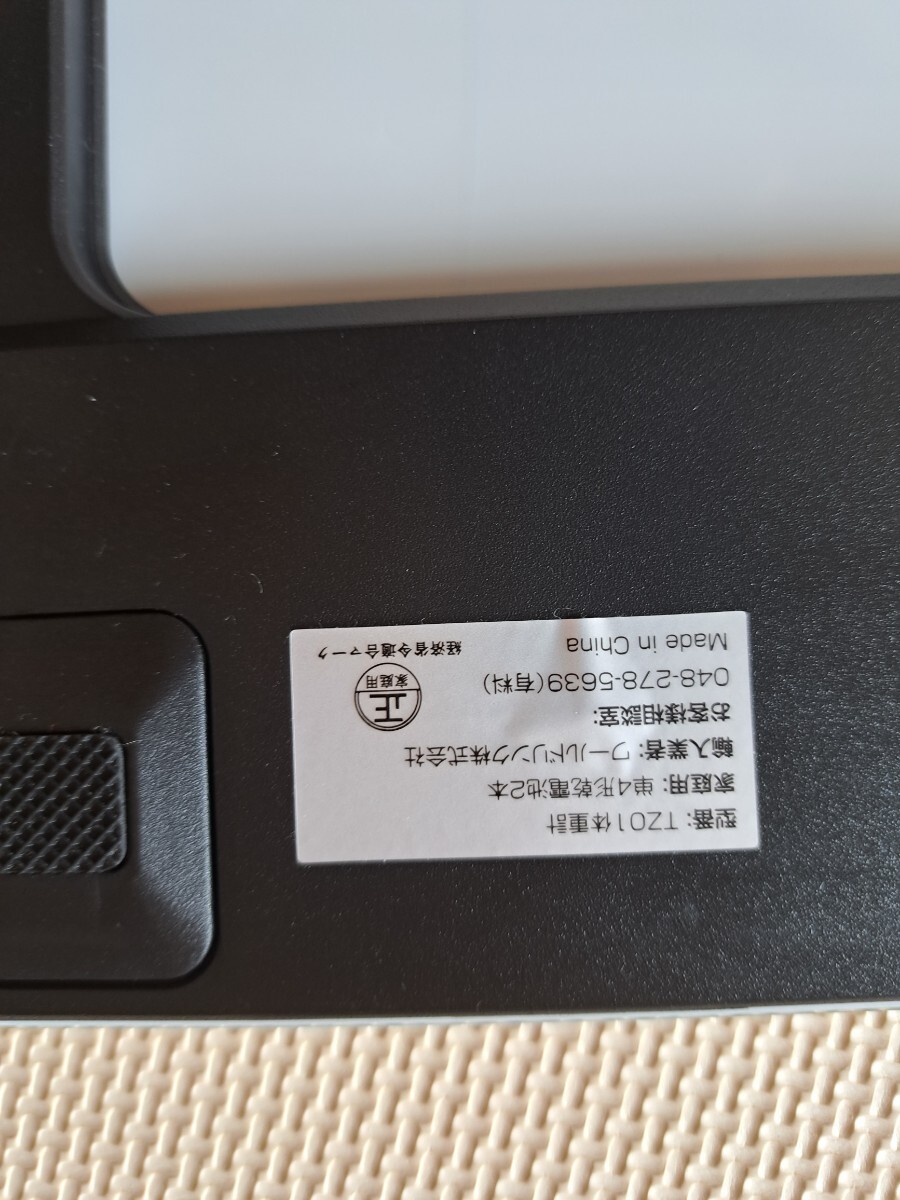 型番: TZ01体重計
家庭用: 単4形乾電池2本
輸入業者: ワールドリンク株式会社
お客様相談室:
048-278-5639(有料)
Made in China
正
家庭用
経済省令適合マーク